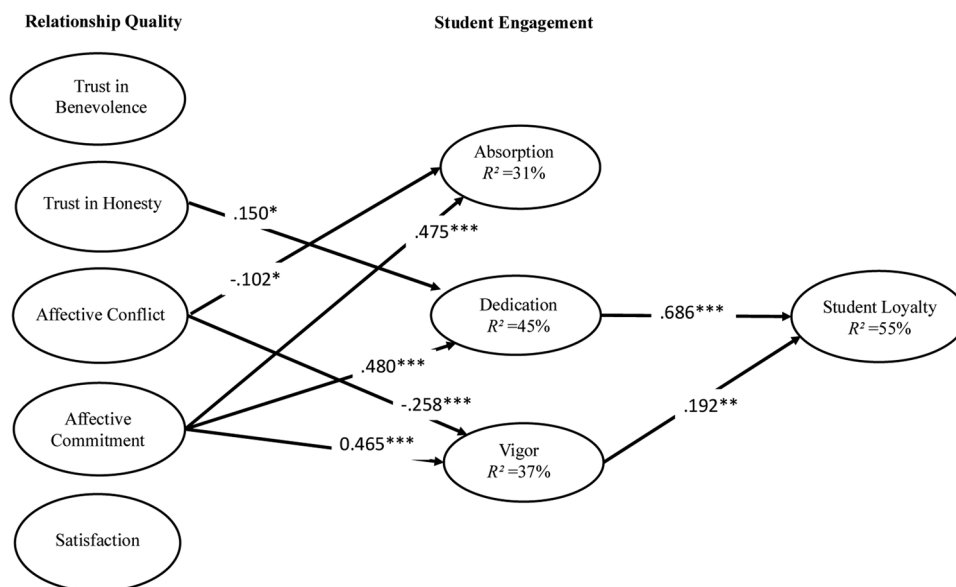 Relationship Quality
Student Engagement
Trust in
Benevolence
Absorption
R² =31%
Trust in Honesty
.150*
.475***
-.102*
Affective Conflict
Dedication
R² =45%
.686***
Student Loyalty
R² =55%
.480***
-.258***
.192**
Affective
Commitment
0.465***
Vigor
R² =37%
Satisfaction